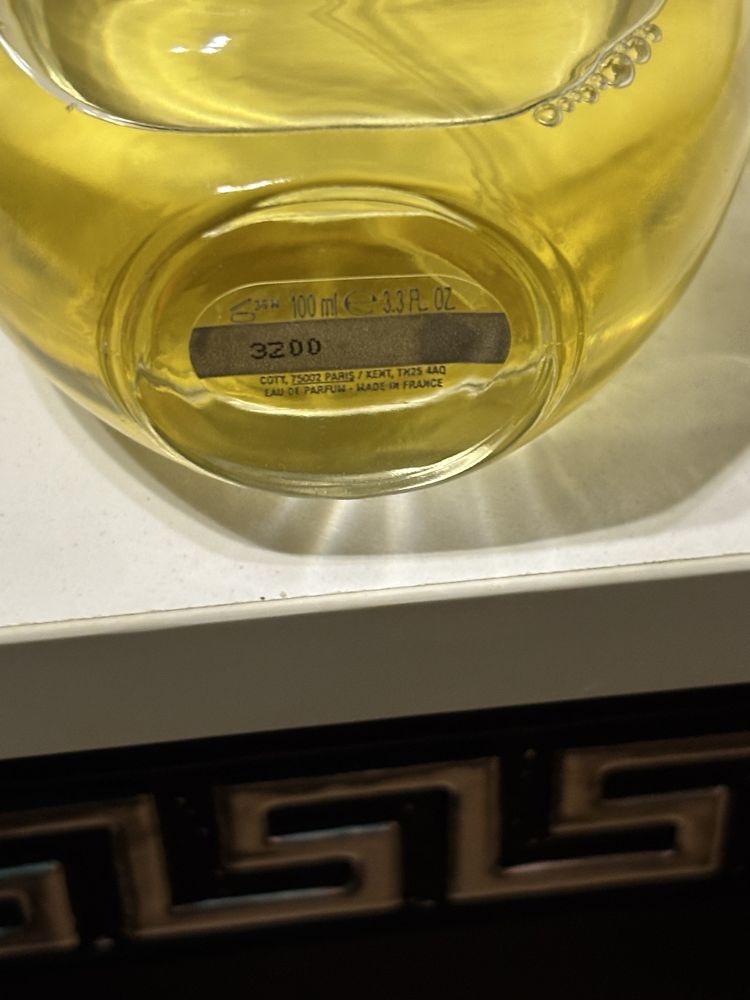 36M 100 ml ℮ 3.3 FL. OZ.
3200
COTY, 75002 PARIS / KENT, TN25 4AQ
EAU DE PARFUM - MADE IN FRANCE